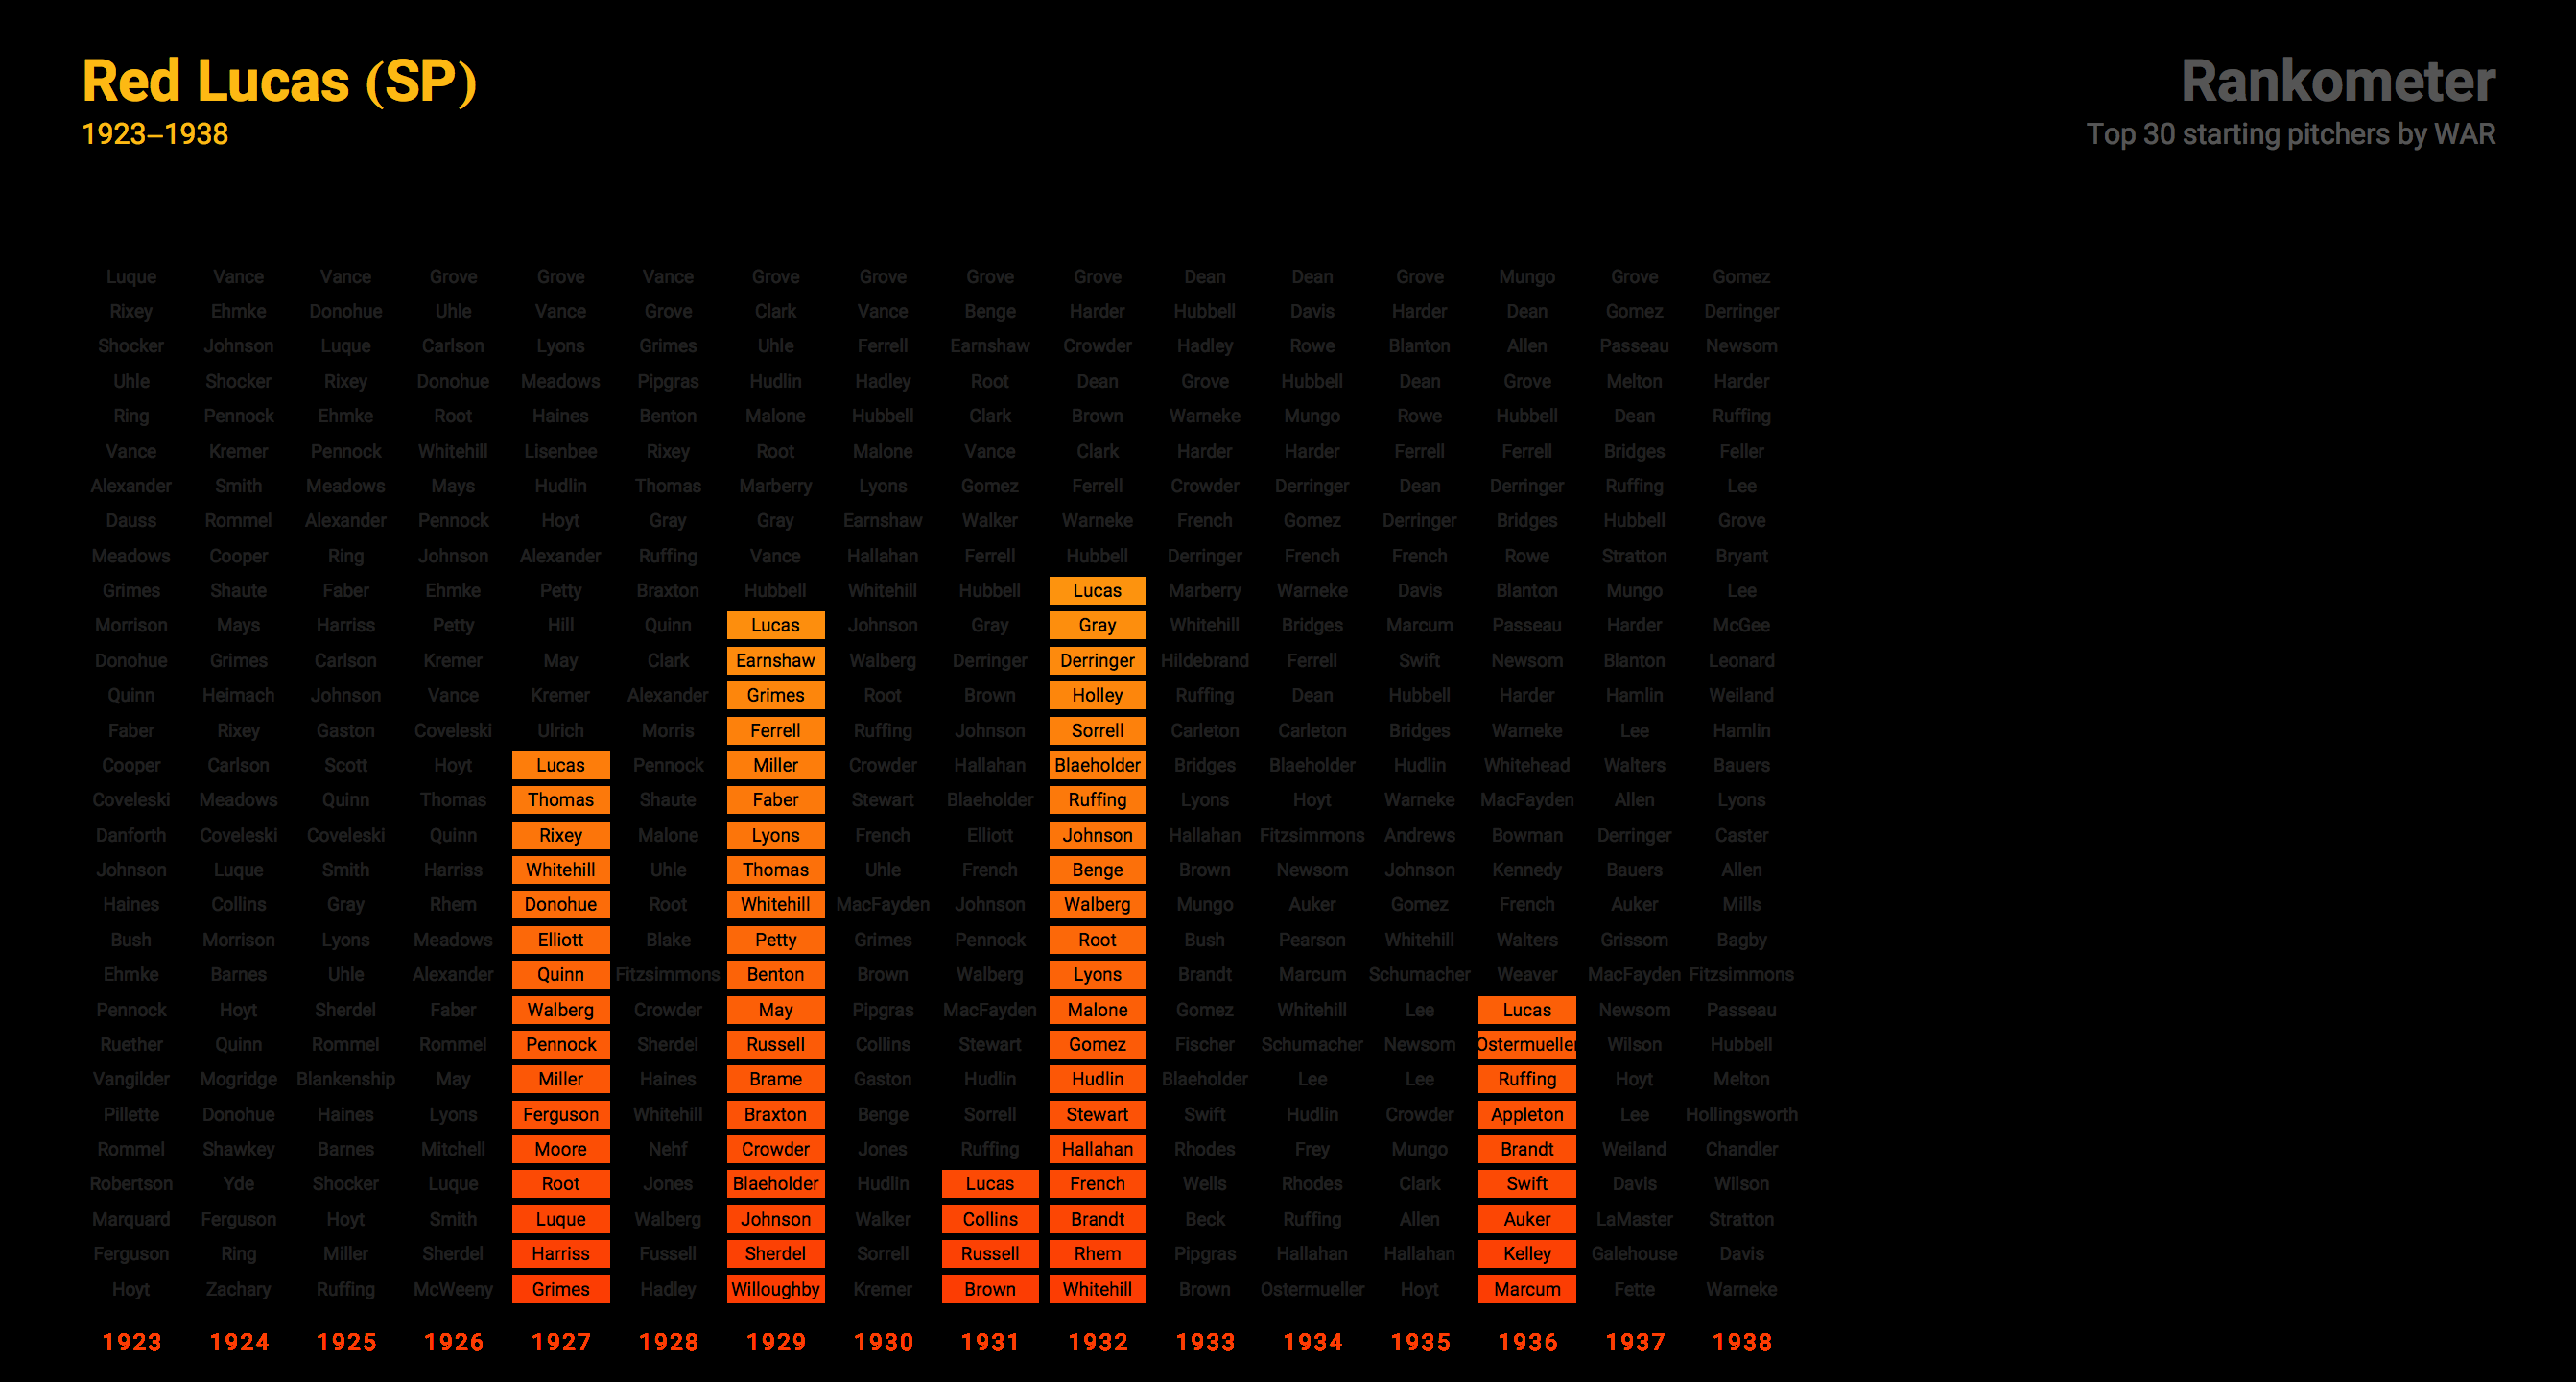 Red Lucas (SP)
1923–1938
Rankometer
Top 30 starting pitchers by WAR
Luque Vance Vance Grove Grove Vance Grove Grove Grove Grove Dean Dean Grove Mungo Grove Gomez
Rixey Ehmke Donohue Uhle Vance Grove Clark Vance Benge Harder Hubbell Davis Harder Dean Gomez Derringer
Shocker Johnson Luque Carlson Lyons Grimes Uhle Ferrell Earnshaw Crowder Hadley Rowe Blanton Allen Passeau Newsom
Uhle Shocker Rixey Donohue Meadows Pipgras Hudlin Hadley Root Dean Grove Hubbell Dean Grove Melton Harder
Ring Pennock Ehmke Root Haines Benton Malone Hubbell Clark Brown Warneke Mungo Rowe Hubbell Dean Ruffing
Vance Kremer Pennock Whitehill Lisenbee Rixey Root Malone Vance Clark Harder Harder Ferrell Ferrell Bridges Feller
Alexander Smith Meadows Mays Hudlin Thomas Marberry Lyons Gomez Ferrell Crowder Derringer Dean Derringer Ruffing Lee
Dauss Rommel Alexander Pennock Hoyt Gray Gray Earnshaw Walker Warneke French Gomez Derringer Bridges Hubbell Grove
Meadows Cooper Ring Johnson Alexander Ruffing Vance Hallahan Ferrell Hubbell Derringer French French Rowe Stratton Bryant
Grimes Shaute Faber Ehmke Petty Braxton Hubbell Whitehill Hubbell Lucas Marberry Warneke Davis Blanton Mungo Lee
Morrison Mays Harriss Petty Hill Quinn Lucas Johnson Gray Gray Whitehill Bridges Marcum Passeau Harder McGee
Donohue Grimes Carlson Kremer May Clark Earnshaw Walberg Derringer Derringer Hildebrand Ferrell Swift Newsom Blanton Leonard
Quinn Heimach Johnson Vance Kremer Alexander Grimes Root Brown Holley Ruffing Dean Hubbell Harder Hamlin Weiland
Faber Rixey Gaston Coveleski Ulrich Morris Ferrell Ruffing Johnson Sorrell Carleton Carleton Bridges Warneke Lee Hamlin
Cooper Carlson Scott Hoyt Lucas Pennock Miller Crowder Hallahan Blaeholder Bridges Blaeholder Hudlin Whitehead Walters Bauers
Coveleski Meadows Quinn Thomas Thomas Shaute Faber Stewart Blaeholder Ruffing Lyons Hoyt Warneke MacFayden Allen Lyons
Danforth Coveleski Coveleski Quinn Rixey Malone Lyons French Elliott Johnson Hallahan Fitzsimmons Andrews Bowman Derringer Caster
Johnson Luque Smith Harriss Whitehill Uhle Thomas Uhle French Benge Brown Newsom Johnson Kennedy Bauers Allen
Haines Collins Gray Rhem Donohue Root Whitehill MacFayden Johnson Walberg Mungo Auker Gomez French Auker Mills
Bush Morrison Lyons Meadows Elliott Blake Petty Grimes Pennock Root Bush Pearson Whitehill Walters Grissom Bagby
Ehmke Barnes Uhle Alexander Quinn Fitzsimmons Benton Brown Walberg Lyons Brandt Marcum Schumacher Weaver MacFayden Fitzsimmons
Pennock Hoyt Sherdel Faber Walberg Crowder May Pipgras MacFayden Malone Gomez Whitehill Lee Lucas Newsom Passeau
Ruether Quinn Rommel Rommel Pennock Sherdel Russell Collins Stewart Gomez Fischer Schumacher Newsom Ostermueller Wilson Hubbell
Vangilder Mogridge Blankenship May Miller Haines Brame Gaston Hudlin Hudlin Blaeholder Lee Lee Ruffing Hoyt Melton
Pillette Donohue Haines Lyons Ferguson Whitehill Braxton Benge Sorrell Stewart Swift Hudlin Crowder Appleton Lee Hollingsworth
Rommel Shawkey Barnes Mitchell Moore Nehf Crowder Jones Ruffing Hallahan Rhodes Frey Mungo Brandt Weiland Chandler
Robertson Yde Shocker Luque Root Jones Blaeholder Hudlin Lucas French Wells Rhodes Clark Swift Davis Wilson
Marquard Ferguson Hoyt Smith Luque Walberg Johnson Walker Collins Brandt Beck Ruffing Allen Auker LaMaster Stratton
Ferguson Ring Miller Sherdel Harriss Fussell Sherdel Sorrell Russell Rhem Pipgras Hallahan Hallahan Kelley Galehouse Davis
Hoyt Zachary Ruffing McWeeny Grimes Hadley Willoughby Kremer Brown Whitehill Brown Ostermueller Hoyt Marcum Fette Warneke
1923 1924 1925 1926 1927 1928 1929 1930 1931 1932 1933 1934 1935 1936 1937 1938